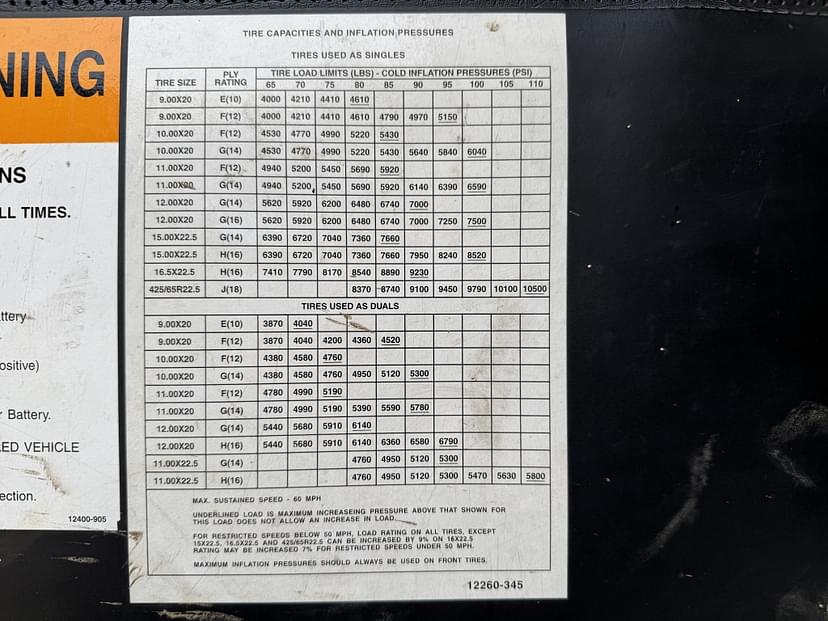 NING
NS
LL TIMES.
ttery
ositive)
r Battery.
ED VEHICLE
ection.
12400-905
TIRE CAPACITIES AND INFLATION PRESSURES
TIRES USED AS SINGLES
TIRE SIZE PLY RATING TIRE LOAD LIMITS (LBS) - COLD INFLATION PRESSURES (PSI)
65 70 75 80 85 90 95 100 105 110
9.00X20 E(10) 4000 4210 4410 4610
9.00X20 F(12) 4000 4210 4410 4610 4790 4970 5150
10.00X20 F(12) 4530 4770 4990 5220 5430
10.00X20 G(14) 4530 4770 4990 5220 5430 5640 5840 6040
11.00X20 F(12) 4940 5200 5450 5690 5920
11.00X20 G(14) 4940 5200 5450 5690 5920 6140 6390 6590
12.00X20 G(14) 5620 5920 6200 6480 6740 7000
12.00X20 G(16) 5620 5920 6200 6480 6740 7000 7250 7500
15.00X22.5 G(14) 6390 6720 7040 7360 7660
15.00X22.5 H(16) 6390 6720 7040 7360 7660 7950 8240 8520
16.5X22.5 H(16) 7410 7790 8170 8540 8890 9230
425/65R22.5 J(18) 8370 8740 9100 9450 9790 10100 10500
TIRES USED AS DUALS
9.00X20 E(10) 3870 4040
9.00X20 F(12) 3870 4040 4200 4360 4520
10.00X20 F(12) 4380 4580 4760
10.00X20 G(14) 4380 4580 4760 4950 5120 5300
11.00X20 F(12) 4780 4990 5190
11.00X20 G(14) 4780 4990 5190 5390 5590 5780
12.00X20 G(14) 5440 5680 5910 6140
12.00X20 H(16) 5440 5680 5910 6140 6360 6580 6790
11.00X22.5 G(14) 4760 4950 5120 5300
11.00X22.5 H(16) 4760 4950 5120 5300 5470 5630 5800
MAX. SUSTAINED SPEED - 60 MPH
UNDERLINED LOAD IS MAXIMUM INCREASEING PRESSURE ABOVE THAT SHOWN FOR
THIS LOAD DOES NOT ALLOW AN INCREASE IN LOAD.
FOR RESTRICTED SPEEDS BELOW 50 MPH, LOAD RATING ON ALL TIRES, EXCEPT
15X22.5, 16.5X22.5 AND 425/65R22.5 CAN BE INCREASED BY 9% ON 16X22.5
RATING MAY BE INCREASED 7% FOR RESTRICTED SPEEDS UNDER 50 MPH.
MAXIMUM INFLATION PRESSURES SHOULD ALWAYS BE USED ON FRONT TIRES.
12260-345